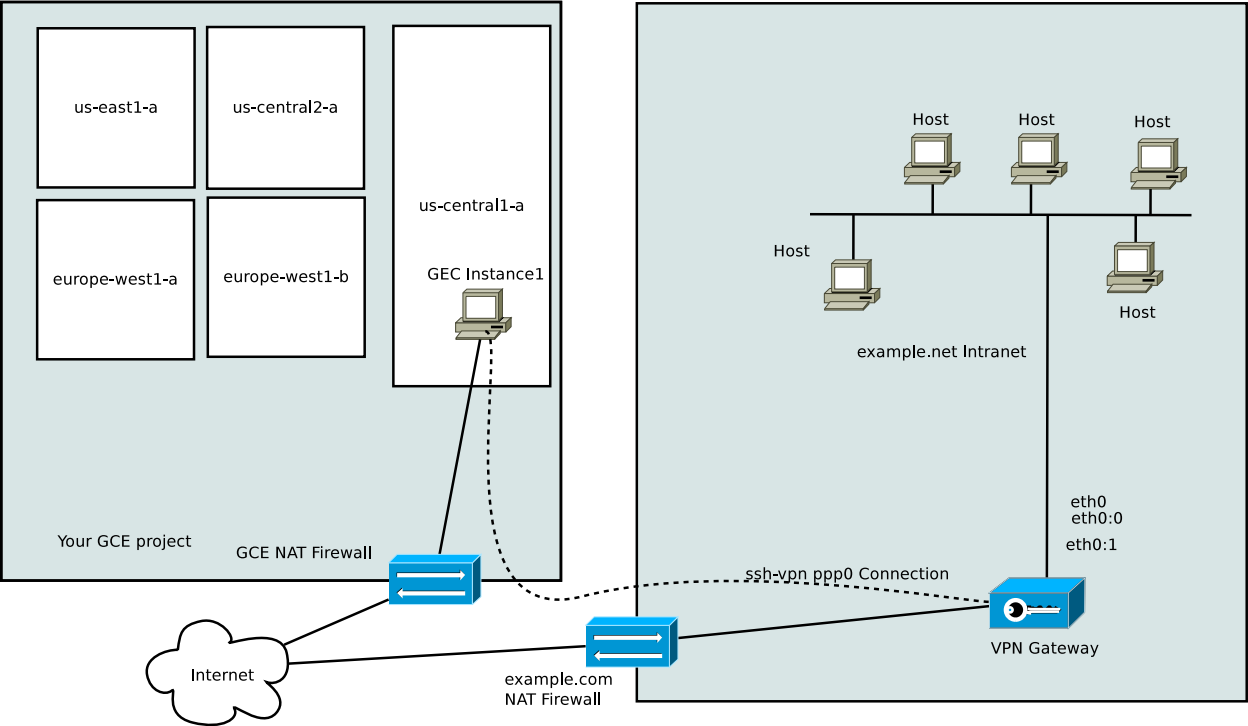 us-east1-a
us-central2-a
us-central1-a
europe-west1-a
europe-west1-b
GEC Instance1
Your GCE project
GCE NAT Firewall
Internet
example.com
NAT Firewall
Host
Host
Host
Host
Host
example.net Intranet
eth0
eth0:0
eth0:1
ssh-vpn ppp0 Connection
VPN Gateway